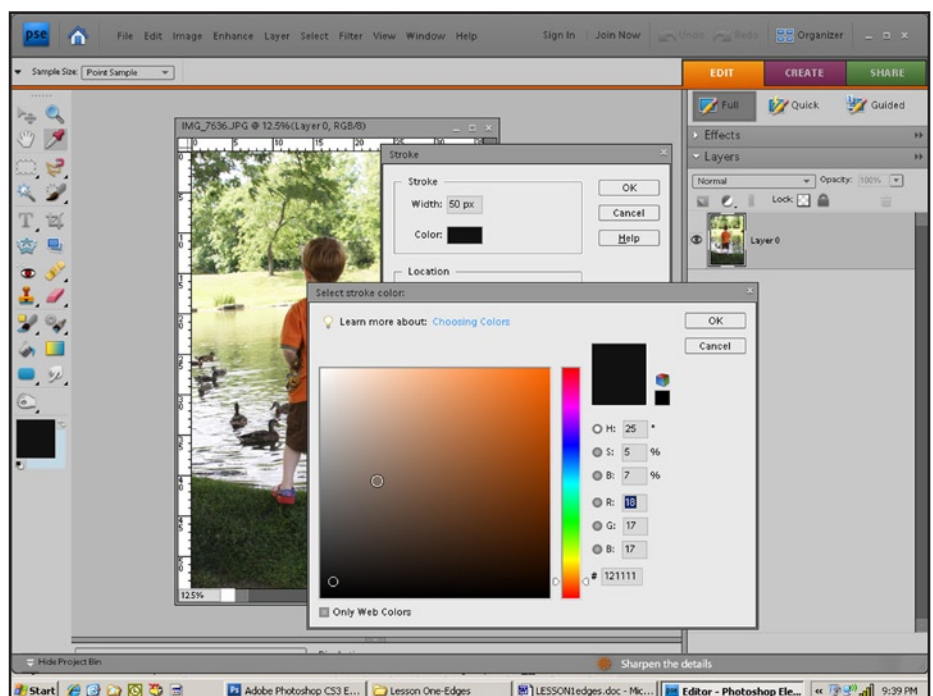 pse File Edit Image Enhance Layer Select Filter View Window Help Sign In Join Now Undo Redo Organizer
Sample Size: Point Sample EDIT CREATE SHARE
Full Quick Guided
Effects
Layers
Normal Opacity: 100%
Lock:
Layer 0
IMG_7636.JPG @ 12.5%(Layer 0, RGB/8)
Stroke
Stroke
Width: 50 px
Color:
OK
Cancel
Help
Location
Select stroke color:
Learn more about: Choosing Colors
OK
Cancel
H: 25 °
S: 5 %
B: 7 %
R: 18
G: 17
B: 17
# 121111
Only Web Colors
12.5%
Hide Project Bin Sharpen the details
Start Adobe Photoshop CS3 E... Lesson One-Edges LESSON1edges.doc - Mic... Editor - Photoshop Ele... 9:39 PM